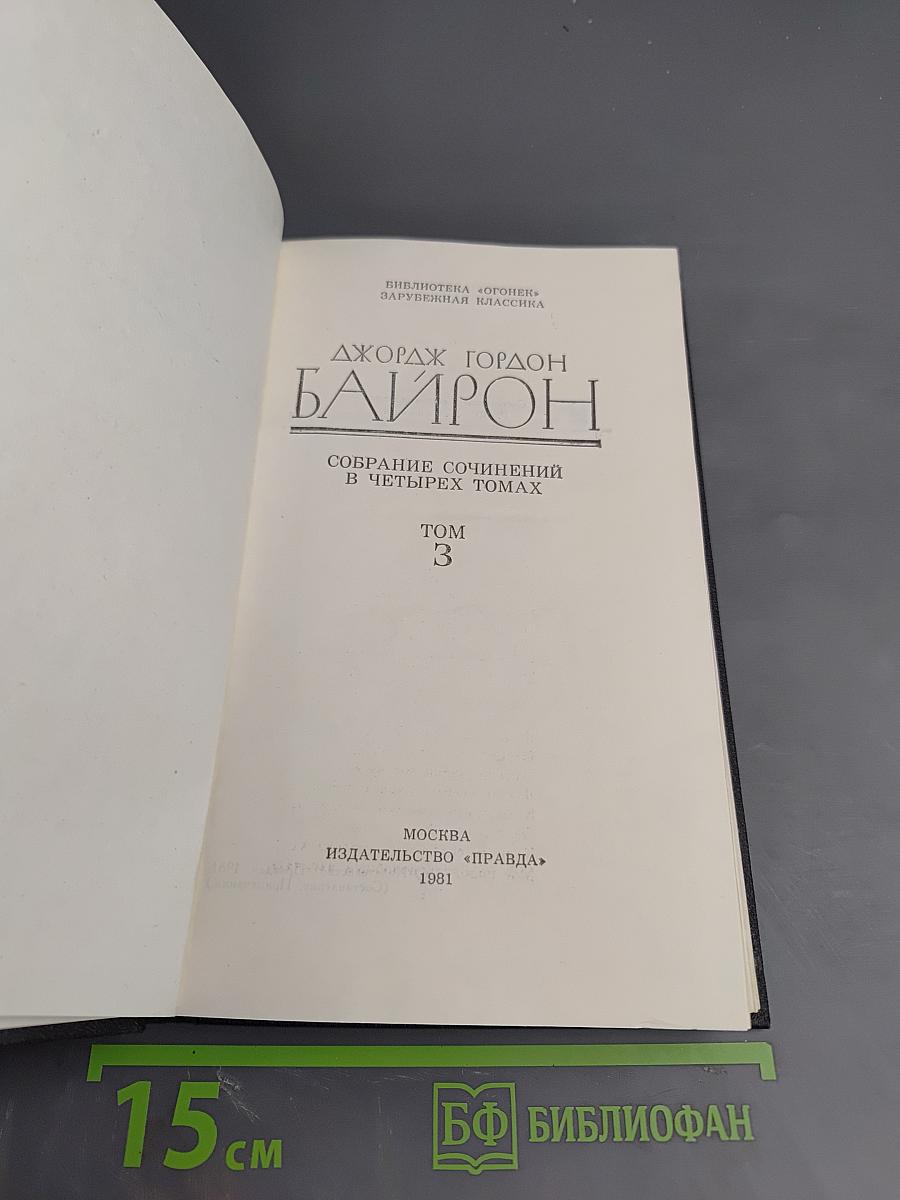 БИБЛИОТЕКА «ОГОНЕК»
ЗАРУБЕЖНАЯ КЛАССИКА
ДЖОРДЖ ГОРДОН
БАЙРОН
СОБРАНИЕ СОЧИНЕНИЙ
В ЧЕТЫРЕХ ТОМАХ
ТОМ
3
МОСКВА
ИЗДАТЕЛЬСТВО «ПРАВДА»
1981
15 см
БФ БИБЛИОФАН